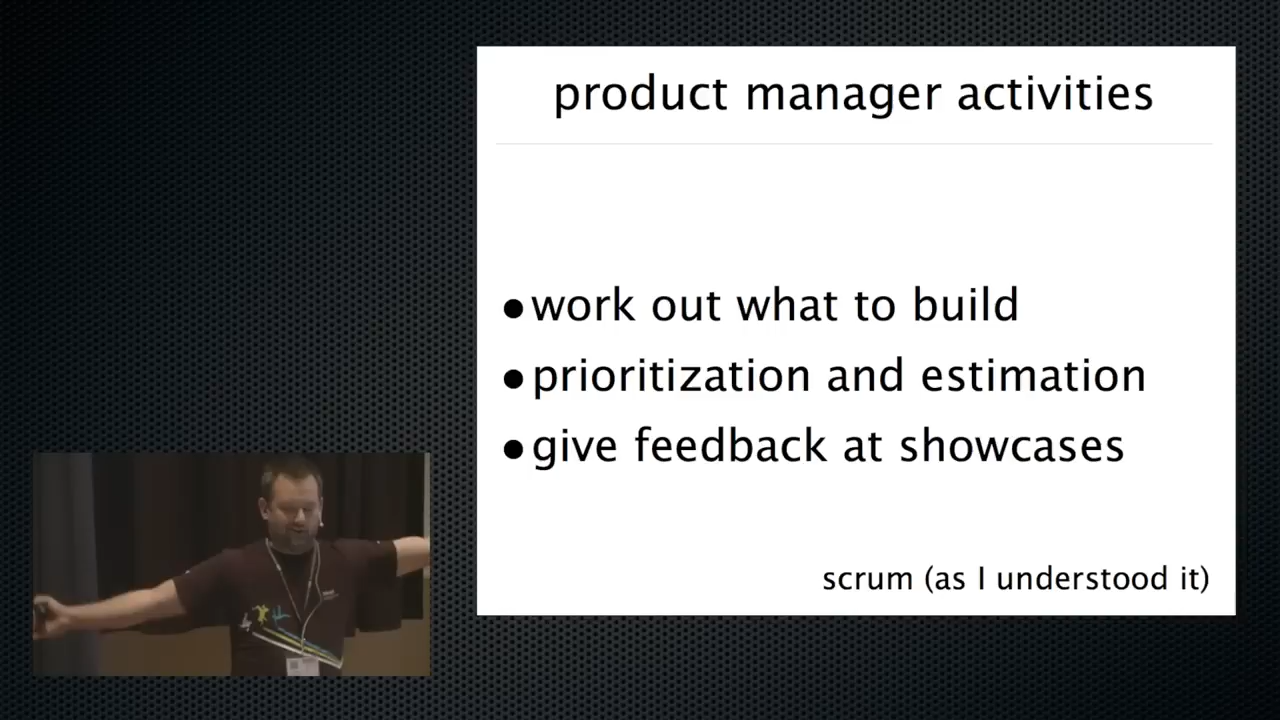 product manager activities
•work out what to build
•prioritization and estimation
•give feedback at showcases
scrum (as I understood it)